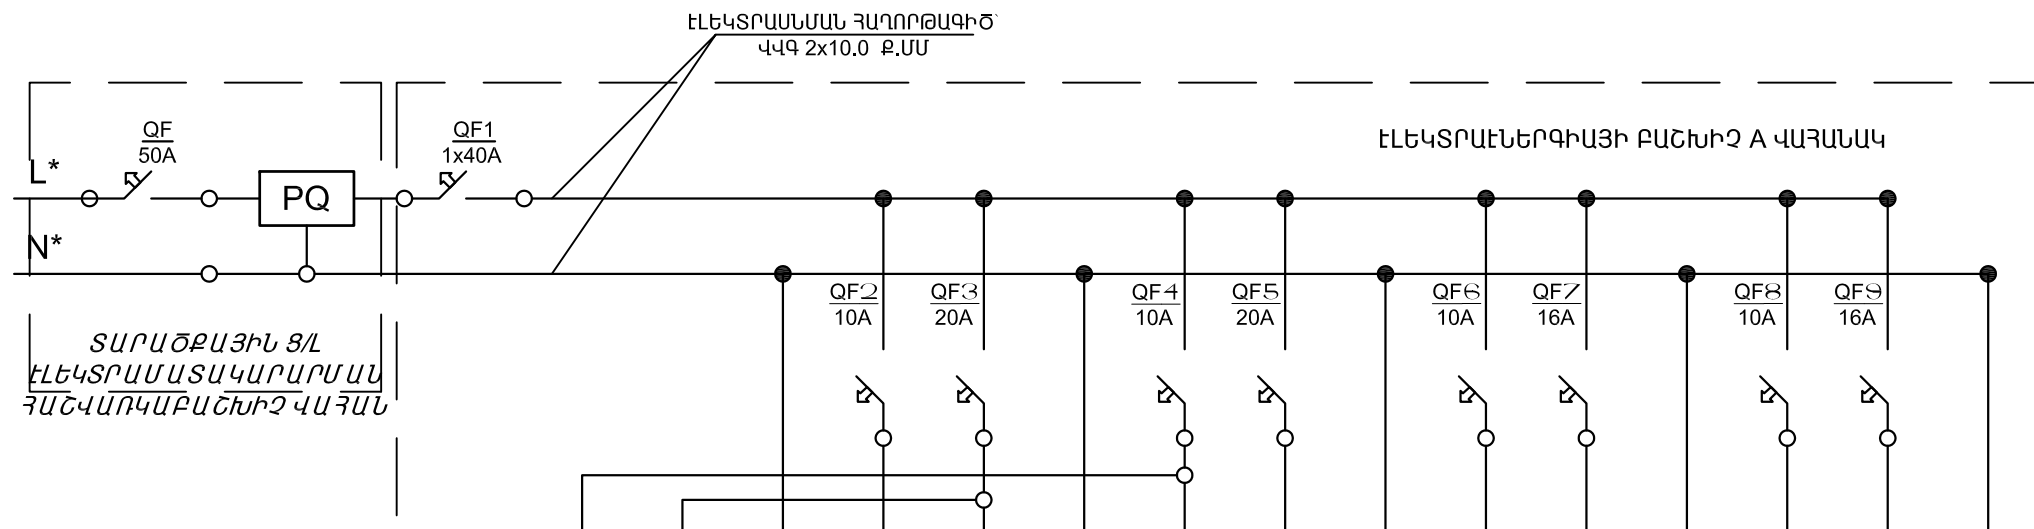 ԷԼԵԿՏՐԱՍՆՄԱՆ ՀԱՂՈՐԴԱԳԻԾ՝
ՎՎԳ 2x10.0 Ք.ՄՄ
QF
50A
QF1
1x40A
ԷԼԵԿՏՐԱԷՆԵՐԳԻԱՅԻ ԲԱՇԽԻՉ A ՎԱՀԱՆԱԿ
L*
PQ
N*
QF2
10A
QF3
20A
QF4
10A
QF5
20A
QF6
10A
QF7
16A
QF8
10A
QF9
16A
ՏԱՐԱԾՔԱՅԻՆ Ց/Լ
ԷԼԵԿՏՐԱՄԱՏԱԿԱՐԱՐՄԱՆ
ՀԱՇՎԱՌԿԱԲԱՇԽԻՉ ՎԱՀԱՆ